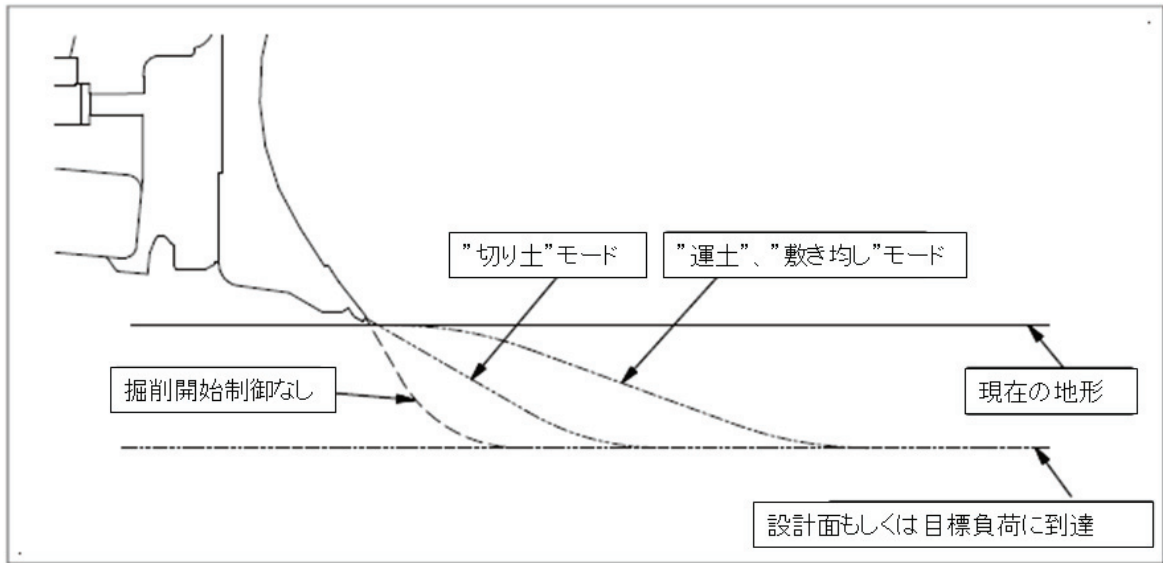 ”切り土”モード
”運土”、”敷き均し”モード
掘削開始制御なし
現在の地形
設計面もしくは目標負荷に到達